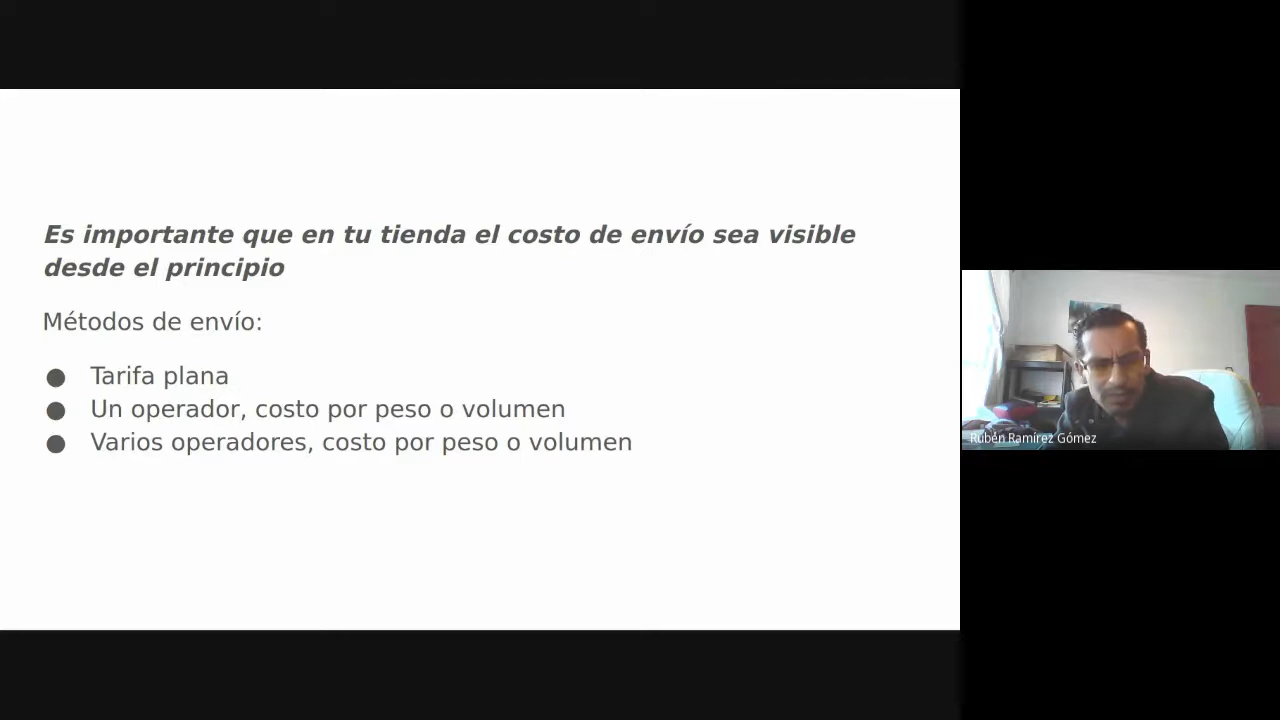 Es importante que en tu tienda el costo de envío sea visible
desde el principio
Métodos de envío:
● Tarifa plana
● Un operador, costo por peso o volumen
● Varios operadores, costo por peso o volumen
Rubén Ramírez Gómez